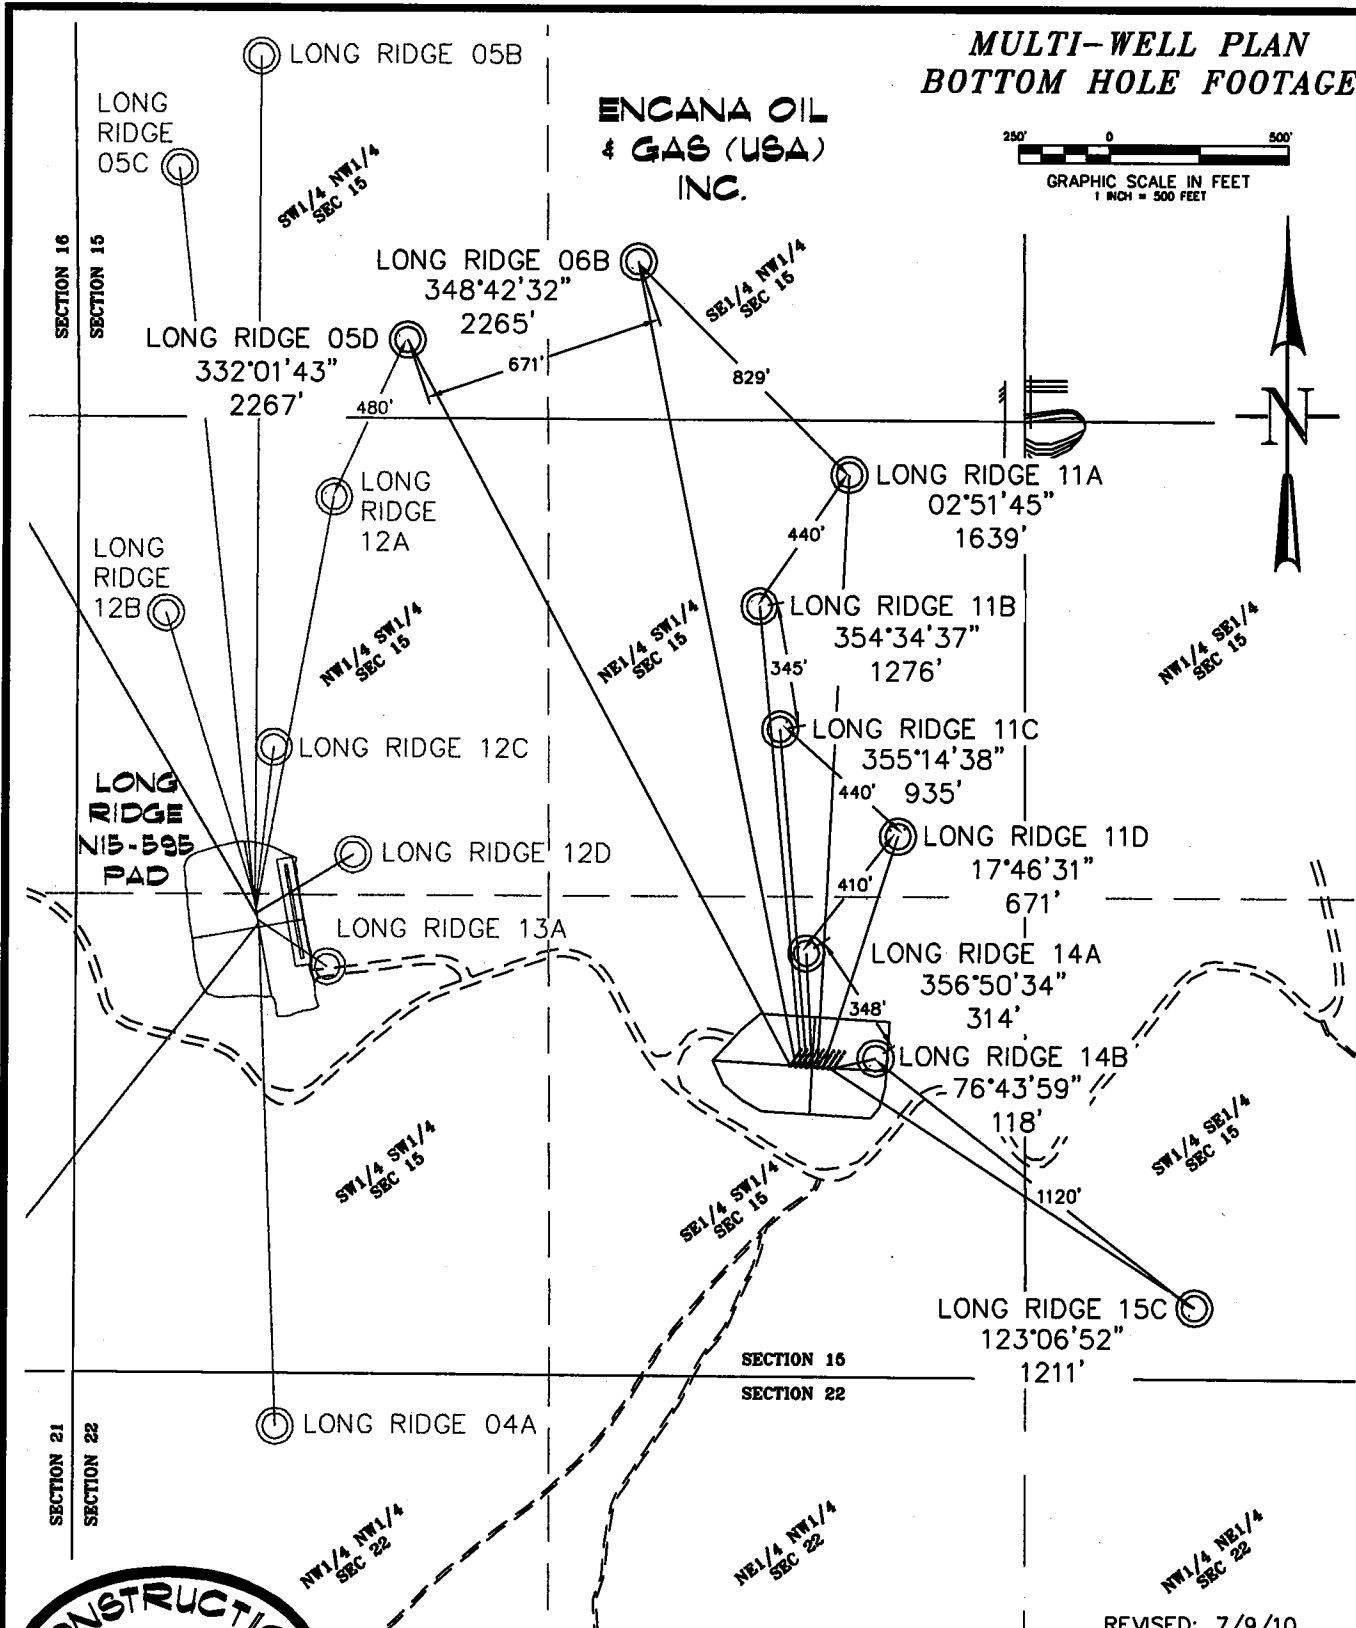 MULTI-WELL PLAN
BOTTOM HOLE FOOTAGE
250' 0 500'
GRAPHIC SCALE IN FEET
1 INCH = 500 FEET
ENCANA OIL
& GAS (USA)
INC.
LONG RIDGE 05B
LONG
RIDGE
05C
SW1/4 NW1/4
SEC 15
SECTION 16
SECTION 15
LONG RIDGE 06B
348°42'32"
2265'
SE1/4 NW1/4
SEC 15
LONG RIDGE 05D
332°01'43"
2267'
671'
829'
480'
N
LONG
RIDGE
12A
LONG RIDGE 11A
02°51'45"
1639'
440'
LONG
RIDGE
12B
LONG RIDGE 11B
354°34'37"
1276'
NW1/4 SW1/4
SEC 15
NE1/4 SW1/4
SEC 15
NW1/4 SE1/4
SEC 15
345'
LONG RIDGE 11C
355°14'38"
935'
LONG RIDGE 12C
440'
LONG
RIDGE
N15-595
PAD
LONG RIDGE 12D
LONG RIDGE 11D
17°46'31"
671'
410'
LONG RIDGE 13A
LONG RIDGE 14A
356°50'34"
314'
348'
LONG RIDGE 14B
76°43'59"
118'
SW1/4 SW1/4
SEC 15
SE1/4 SW1/4
SEC 15
SW1/4 SE1/4
SEC 15
1120'
LONG RIDGE 15C
123°06'52"
1211'
SECTION 15
SECTION 22
LONG RIDGE 04A
SECTION 21
SECTION 22
NW1/4 NW1/4
SEC 22
NE1/4 NW1/4
SEC 22
NW1/4 NE1/4
SEC 22
REVISED: 7/9/10